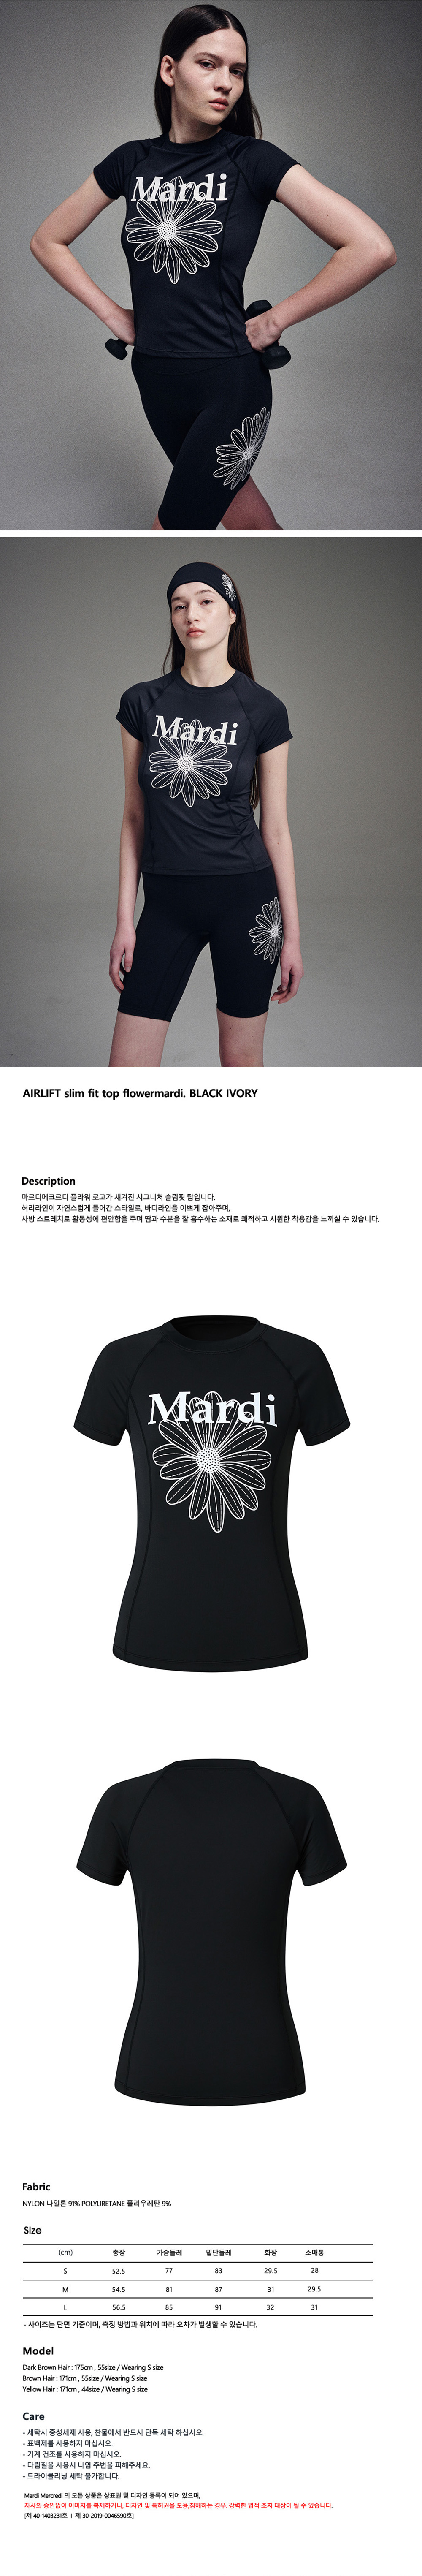 Mardi
Mardi
AIRLIFT slim fit top flowermardi. BLACK IVORY
Description
마르디메크르디 플라워 로고가 새겨진 시그니처 슬림핏 탑입니다.
허리라인이 자연스럽게 들어간 스타일로, 바디라인을 이쁘게 잡아주며,
사방 스트레치로 활동성에 편안함을 주며 땀과 수분을 잘 흡수하는 소재로 쾌적하고 시원한 착용감을 느끼실 수 있습니다.
Mardi
Fabric
NYLON 나일론 91% POLYURETANE 폴리우레탄 9%
Size
(cm) 총장 가슴둘레 밑단둘레 화장 소매통
S 52.5 77 83 29.5 28
M 54.5 81 87 31 29.5
L 56.5 85 91 32 31
- 사이즈는 단면 기준이며, 측정 방법과 위치에 따라 오차가 발생할 수 있습니다.
Model
Dark Brown Hair : 175cm , 55size / Wearing S size
Brown Hair : 171cm , 55size / Wearing S size
Yellow Hair : 171cm , 44size / Wearing S size
Care
- 세탁시 중성세제 사용, 찬물에서 반드시 단독 세탁 하십시오.
- 표백제를 사용하지 마십시오.
- 기계 건조를 사용하지 마십시오.
- 다림질을 사용시 나염 주변을 피해주세요.
- 드라이클리닝 세탁 불가합니다.
Mardi Mercredi 의 모든 상품은 상표권 및 디자인 등록이 되어 있으며,
자사의 승인없이 이미지를 복제하거나, 디자인 및 특허권을 도용,침해하는 경우. 강력한 법적 조치 대상이 될 수 있습니다.
[제 40-1403231호 I 제 30-2019-0046590호]